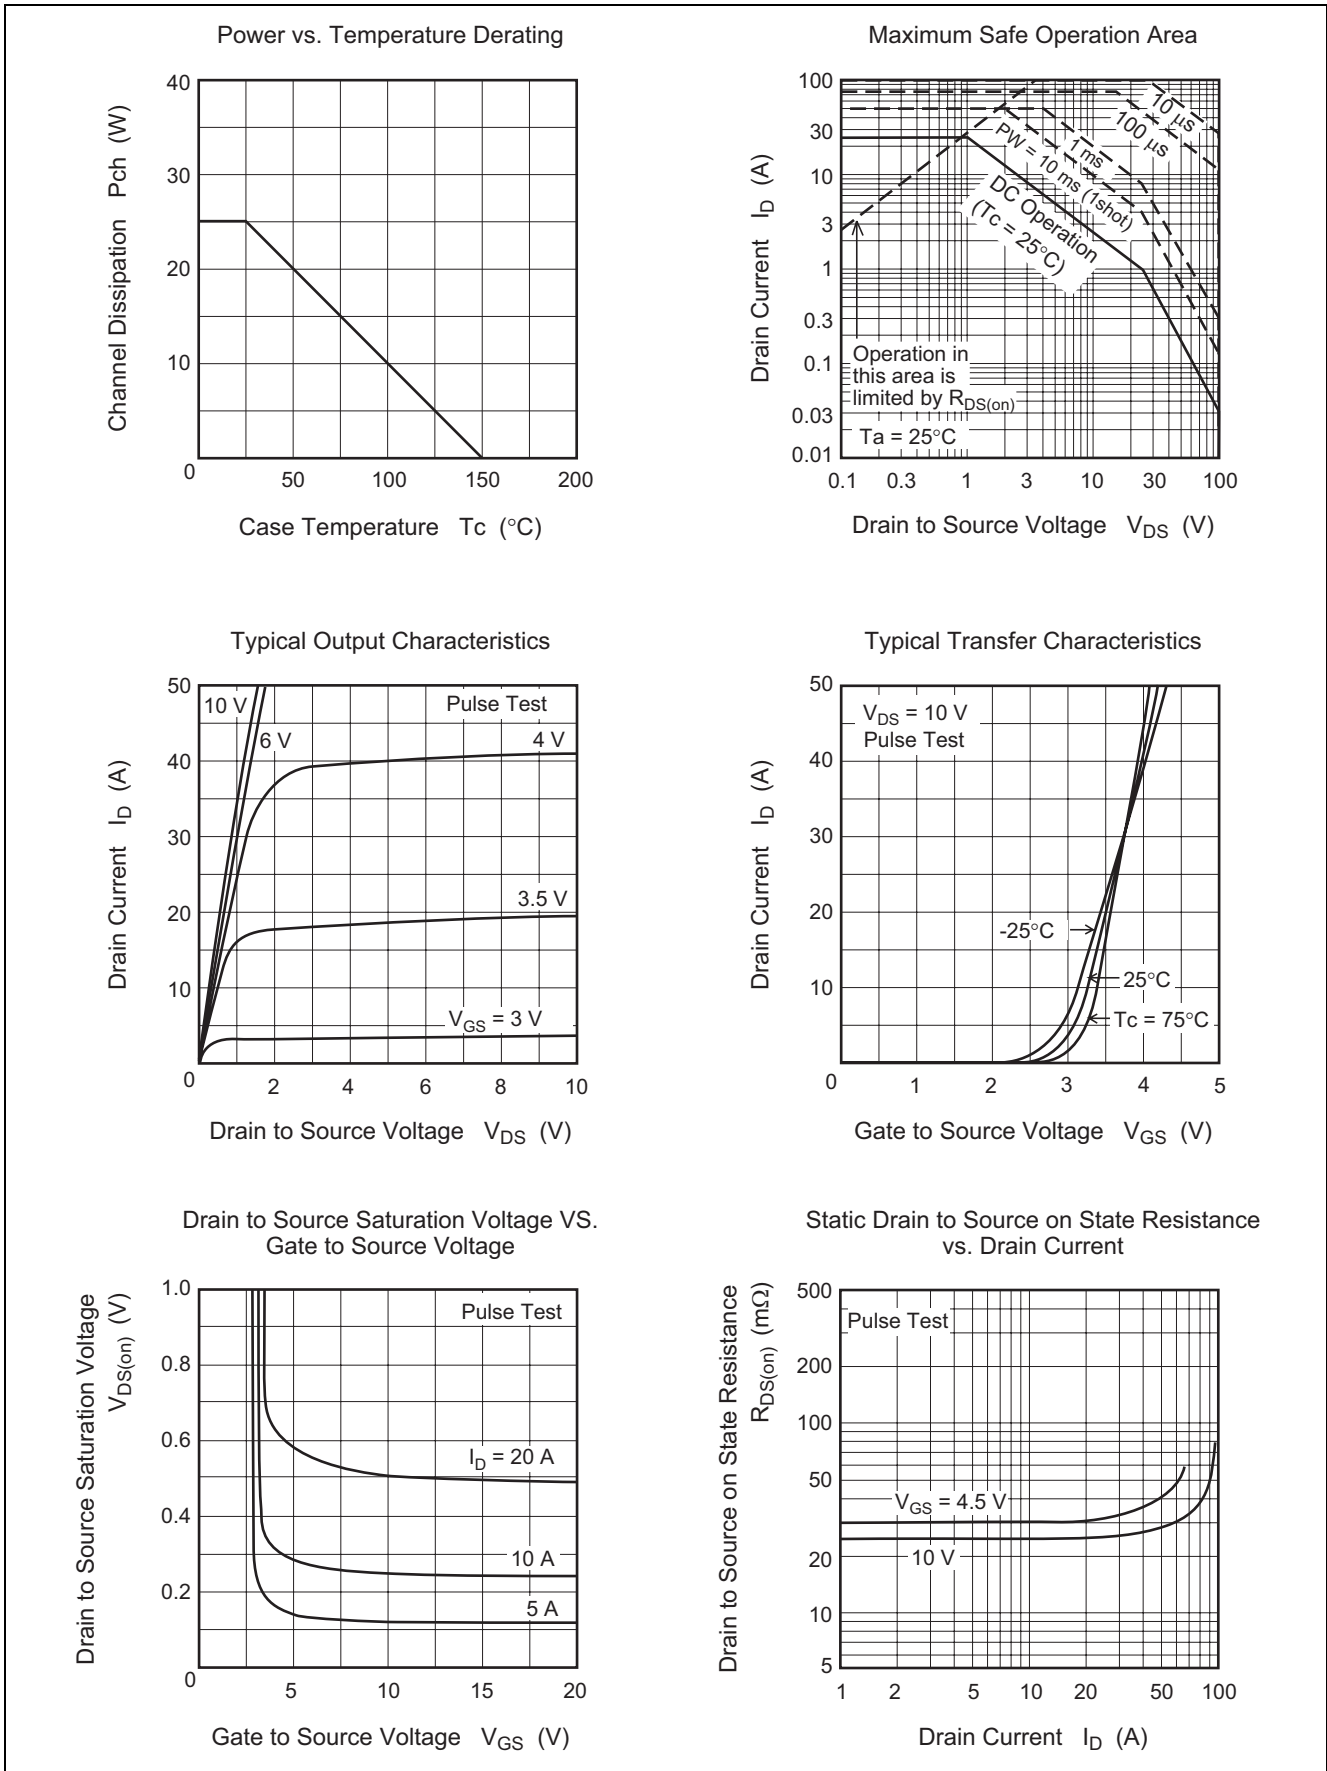 Power vs. Temperature Derating
Channel Dissipation Pch (W)
40
30
20
10
0
50 100 150 200
Case Temperature Tc (°C)
Maximum Safe Operation Area
Drain Current I_D (A)
100
30
10
3
1
0.3
0.1
0.03
0.01
10 μs
100 μs
1 ms
PW = 10 ms (1shot)
DC Operation
(Tc = 25°C)
Operation in
this area is
limited by R_DS(on)
Ta = 25°C
0.1 0.3 1 3 10 30 100
Drain to Source Voltage V_DS (V)
Typical Output Characteristics
Drain Current I_D (A)
50
40
30
20
10
0
10 V
6 V
Pulse Test
4 V
3.5 V
V_GS = 3 V
2 4 6 8 10
Drain to Source Voltage V_DS (V)
Typical Transfer Characteristics
Drain Current I_D (A)
50
40
30
20
10
0
V_DS = 10 V
Pulse Test
-25°C
25°C
Tc = 75°C
1 2 3 4 5
Gate to Source Voltage V_GS (V)
Drain to Source Saturation Voltage VS.
Gate to Source Voltage
Drain to Source Saturation Voltage
V_DS(on) (V)
1.0
0.8
0.6
0.4
0.2
0
Pulse Test
I_D = 20 A
10 A
5 A
5 10 15 20
Gate to Source Voltage V_GS (V)
Static Drain to Source on State Resistance
vs. Drain Current
Drain to Source on State Resistance
R_DS(on) (mΩ)
500
200
100
50
20
10
5
Pulse Test
V_GS = 4.5 V
10 V
1 2 5 10 20 50 100
Drain Current I_D (A)